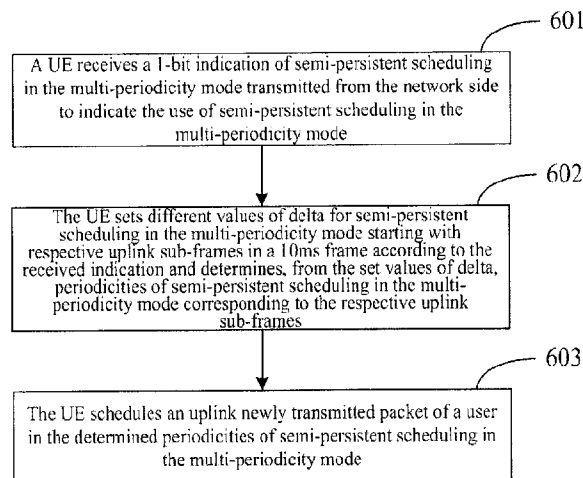 601
A UE receives a 1-bit indication of semi-persistent scheduling
in the multi-periodicity mode transmitted from the network side
to indicate the use of semi-persistent scheduling in the
multi-periodicity mode
602
The UE sets different values of delta for semi-persistent
scheduling in the multi-periodicity mode starting with
respective uplink sub-frames in a 10ms frame according to the
received indication and determines, from the set values of delta,
periodicities of semi-persistent scheduling in the multi-
periodicity mode corresponding to the respective uplink
sub-frames
603
The UE schedules an uplink newly transmitted packet of a user
in the determined periodicities of semi-persistent scheduling in
the multi-periodicity mode